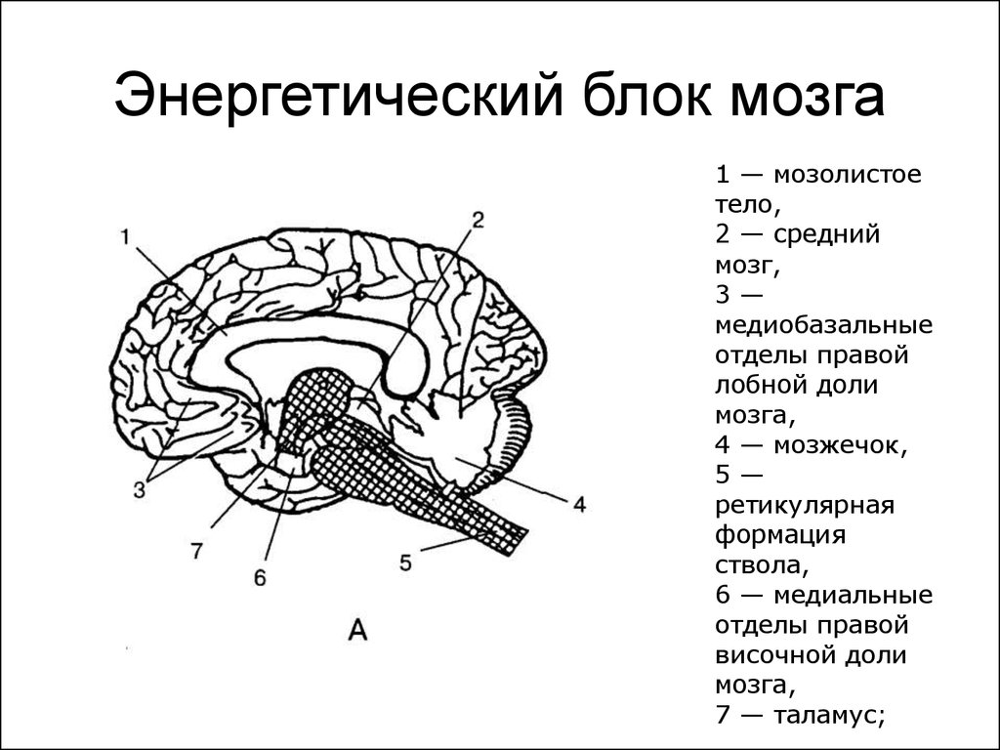 Энергетический блок мозга
1 — мозолистое
тело,
2 — средний
мозг,
3 —
медиобазальные
отделы правой
лобной доли
мозга,
4 — мозжечок,
5 —
ретикулярная
формация
ствола,
6 — медиальные
отделы правой
височной доли
мозга,
7 — таламус;
1
2
3
4
7
5
6
А